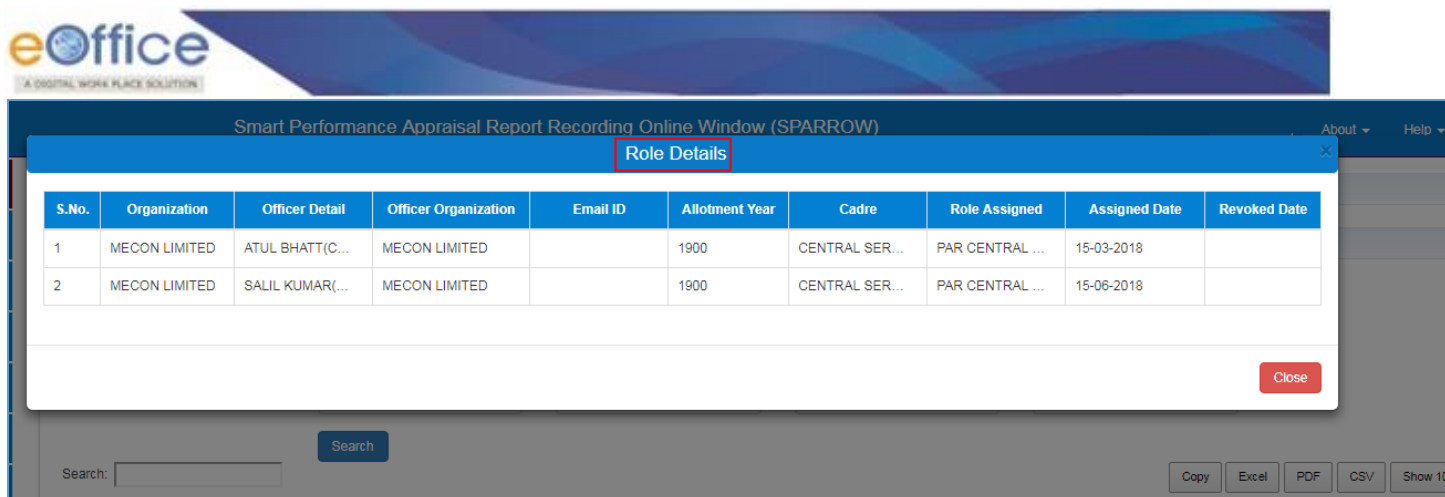 eOffice
A DIGITAL WORK PLACE SOLUTION
Smart Performance Appraisal Report Recording Online Window (SPARROW)
About Help
Role Details ×
S.No. Organization Officer Detail Officer Organization Email ID Allotment Year Cadre Role Assigned Assigned Date Revoked Date
1 MECON LIMITED ATUL BHATT(C... MECON LIMITED 1900 CENTRAL SER... PAR CENTRAL ... 15-03-2018
2 MECON LIMITED SALIL KUMAR(... MECON LIMITED 1900 CENTRAL SER... PAR CENTRAL ... 15-06-2018
Close
Search
Search: Copy Excel PDF CSV Show 10